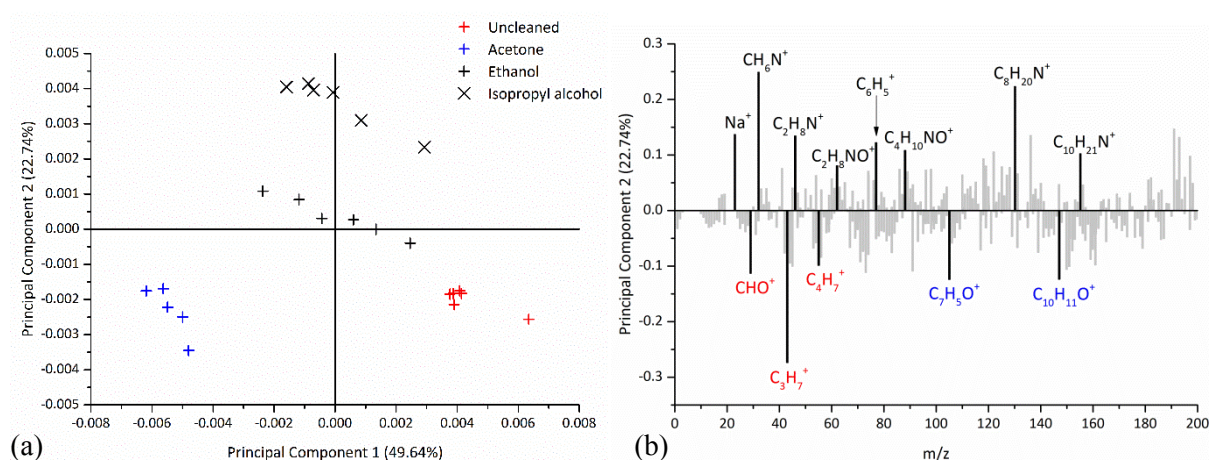 + Uncleaned
+ Acetone
+ Ethanol
× Isopropyl alcohol
0.005
0.004
0.003
0.002
0.001
0.000
-0.001
-0.002
-0.003
-0.004
-0.005
Principal Component 2 (22.74%)
-0.008 -0.006 -0.004 -0.002 0.000 0.002 0.004 0.006 0.008
Principal Component 1 (49.64%)
(a)
0.3
0.2
0.1
0.0
-0.1
-0.2
-0.3
Principal Component 2 (22.74%)
CH₆N⁺
C₈H₂₀N⁺
C₆H₅⁺
Na⁺
C₂H₈N⁺
C₄H₁₀NO⁺
C₂H₈NO⁺
C₁₀H₂₁N⁺
CHO⁺
C₄H₇⁺
C₇H₅O⁺
C₁₀H₁₁O⁺
C₃H₇⁺
0 20 40 60 80 100 120 140 160 180 200
m/z
(b)